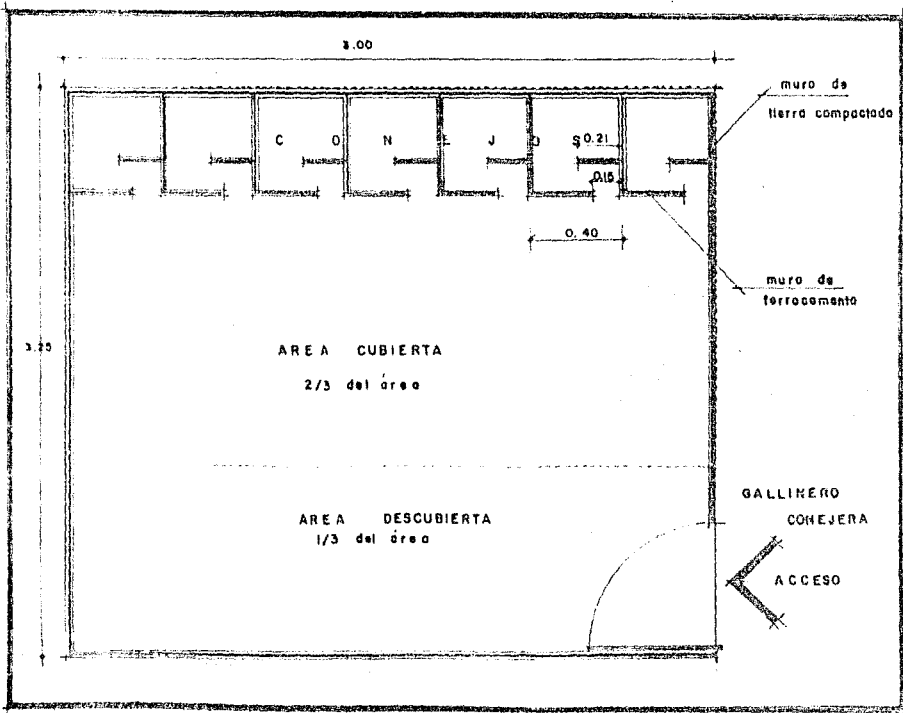 3.00
muro de
tierra compactado
C O N E J O S
0.21
0.15
0.40
muro de
ferrocemento
3.25
AREA CUBIERTA
2/3 del área
AREA DESCUBIERTA
1/3 del área
GALLINERO
CONEJERA
ACCESO